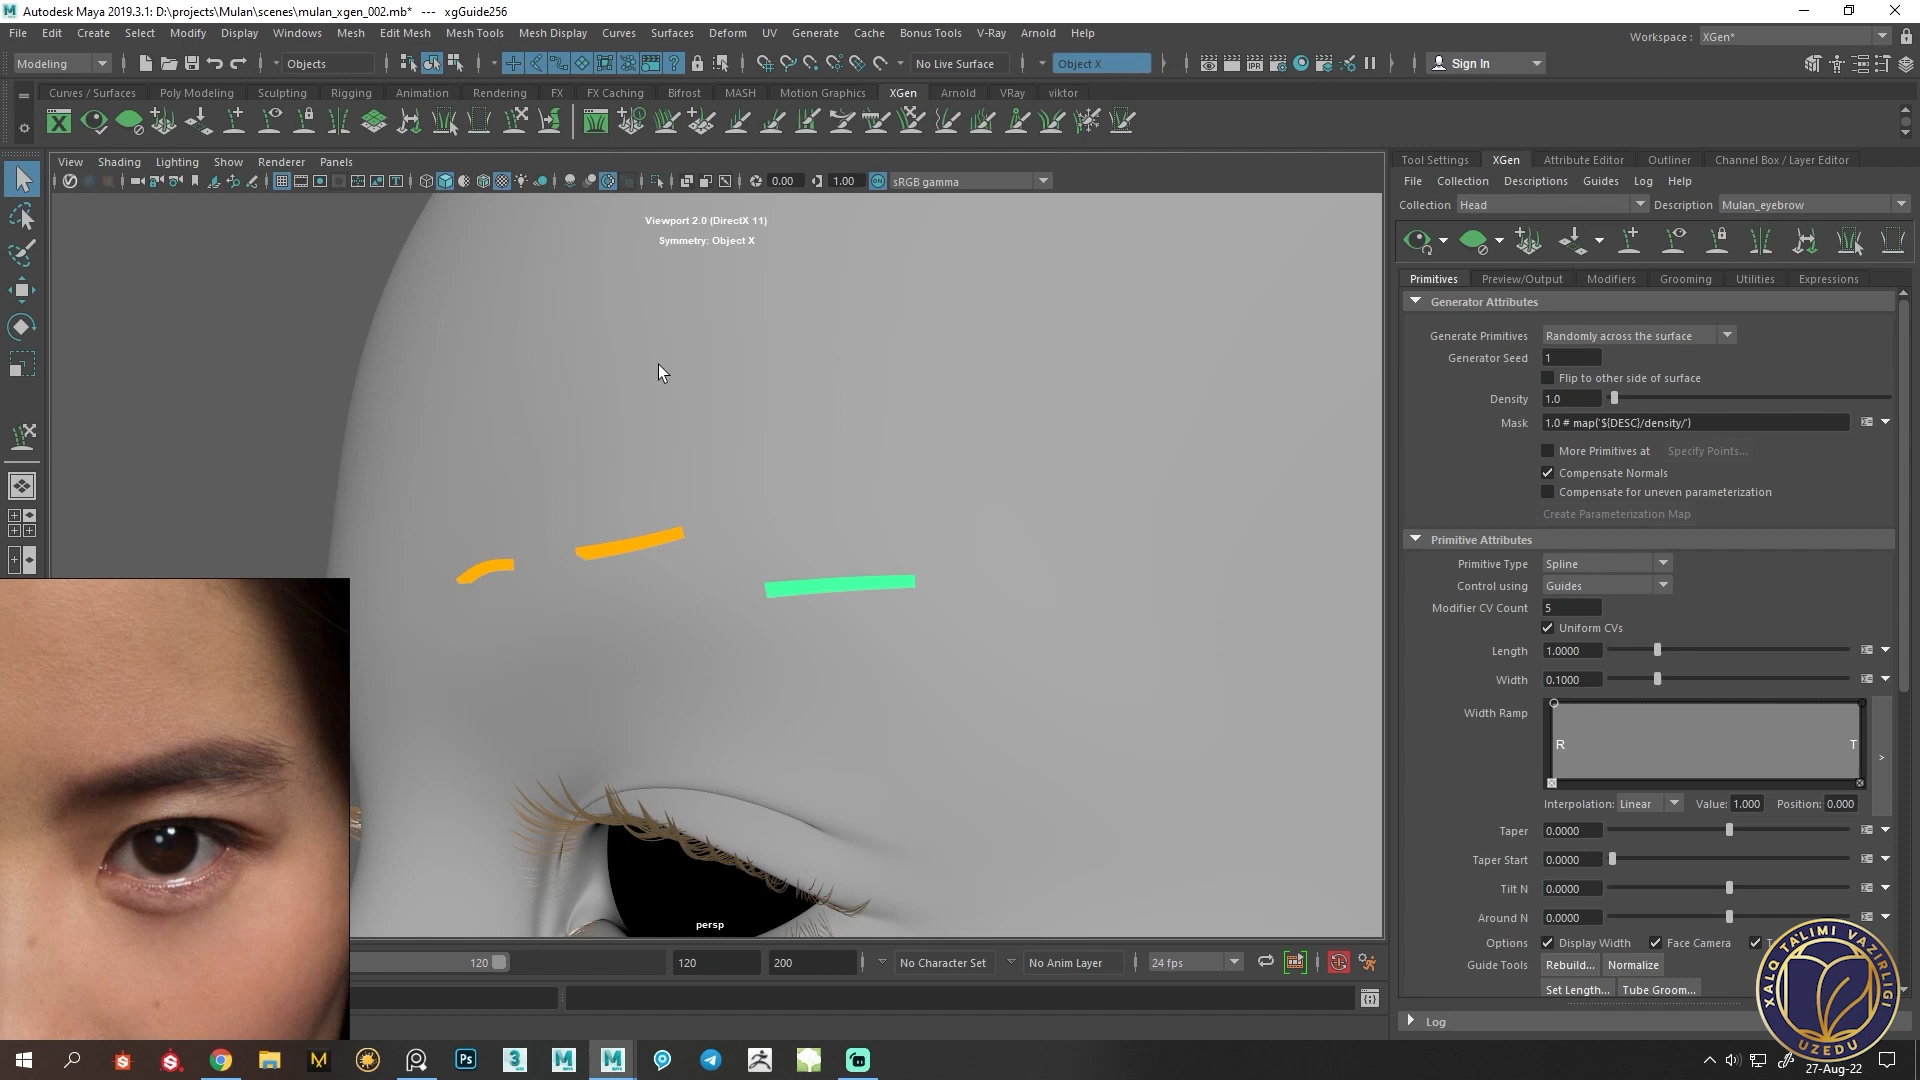 Autodesk Maya 2019.3.1: D:\projects\Mulan\scenes\mulan_xgen_002.mb* --- xgGuide256
File Edit Create Select Modify Display Windows Mesh Edit Mesh Mesh Tools Mesh Display Curves Surfaces Deform UV Generate Cache Bonus Tools V-Ray Arnold Help
Workspace : XGen*
Modeling Objects No Live Surface Object X Sign In
Curves / Surfaces Poly Modeling Sculpting Rigging Animation Rendering FX FX Caching Bifrost MASH Motion Graphics XGen Arnold VRay viktor
View Shading Lighting Show Renderer Panels
0.00 1.00 sRGB gamma
Viewport 2.0 (DirectX 11)
Symmetry: Object X
persp
Tool Settings XGen Attribute Editor Outliner Channel Box / Layer Editor
File Collection Descriptions Guides Log Help
Collection Head Description Mulan_eyebrow
Primitives Preview/Output Modifiers Grooming Utilities Expressions
Generator Attributes
Generate Primitives Randomly across the surface
Generator Seed 1
Flip to other side of surface
Density 1.0
Mask 1.0 # map('${DESC}/density/')
More Primitives at Specify Points...
Compensate Normals
Compensate for uneven parameterization
Create Parameterization Map
Primitive Attributes
Primitive Type Spline
Control using Guides
Modifier CV Count 5
Uniform CVs
Length 1.0000
Width 0.1000
Width Ramp
R T
Interpolation: Linear Value: 1.000 Position: 0.000
Taper 0.0000
Taper Start 0.0000
Tilt N 0.0000
Around N 0.0000
Options Display Width Face Camera
Guide Tools Rebuild... Normalize
Set Length... Tube Groom...
Log
120 120 200 No Character Set No Anim Layer 24 fps
XALQ TA'LIMI VAZIRLIGI
UZEDU
27-Aug-22